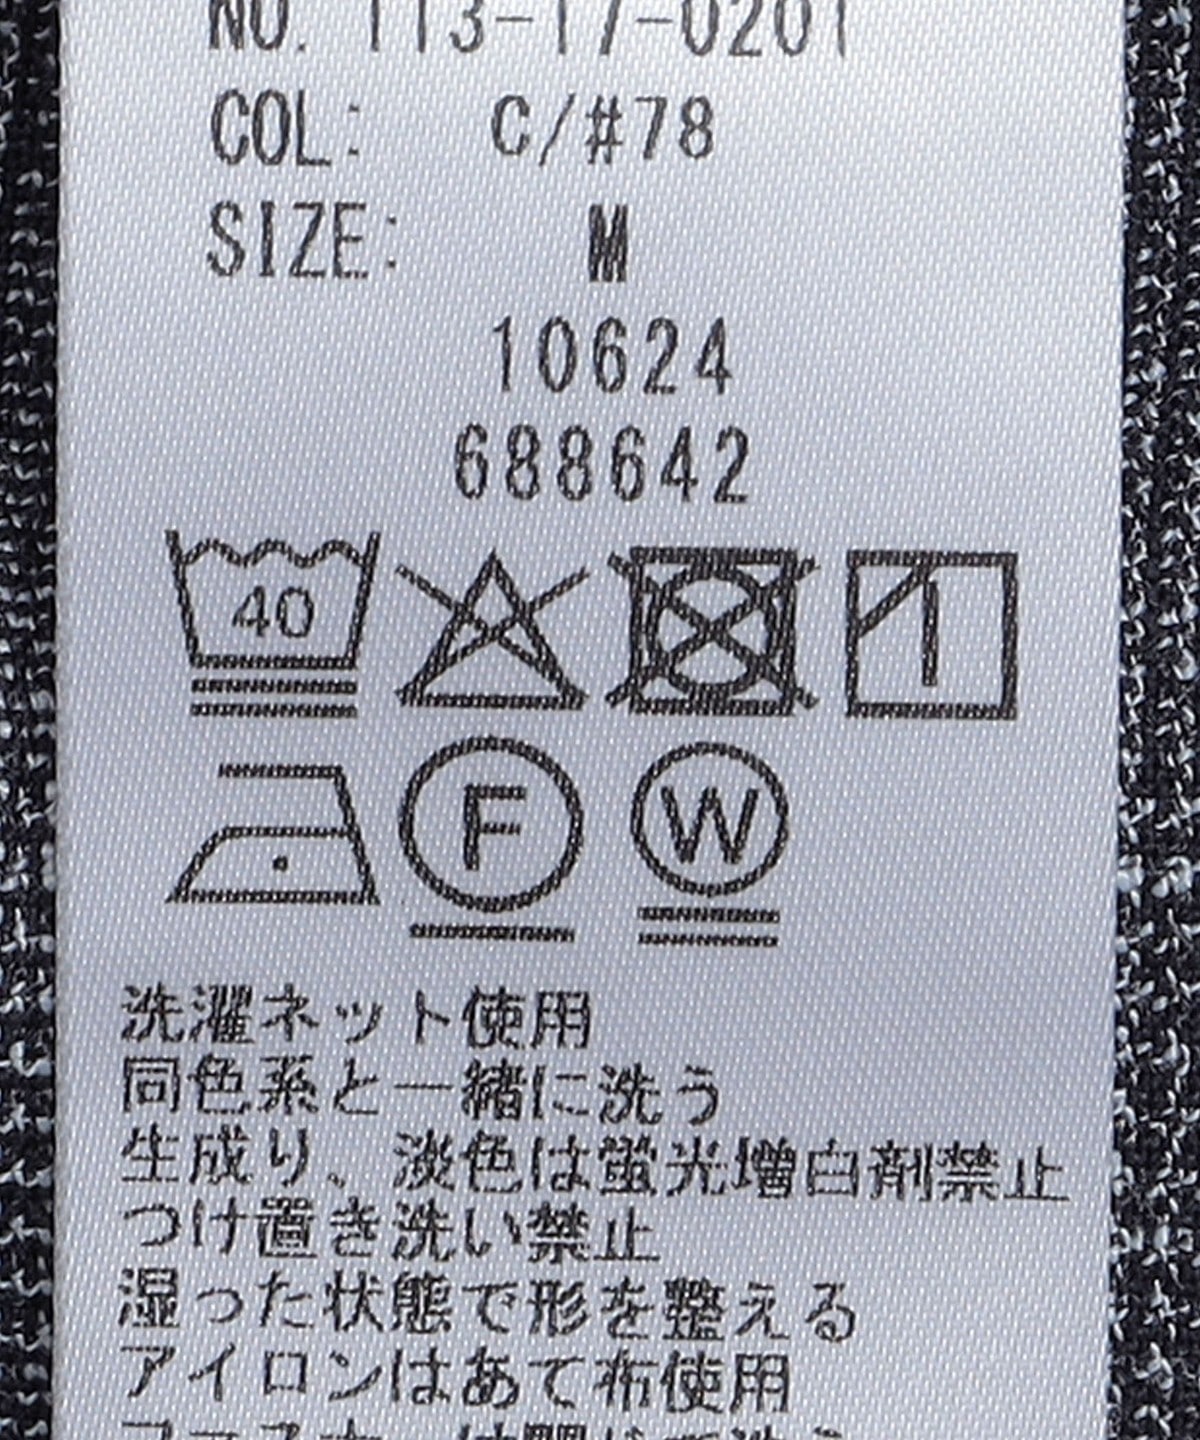 NO. 113-17-0201
COL: C/#78
SIZE: M
10624
688642
40
F W
洗濯ネット使用
同色系と一緒に洗う
生成り、淡色は蛍光増白剤禁止
つけ置き洗い禁止
湿った状態で形を整える
アイロンはあて布使用